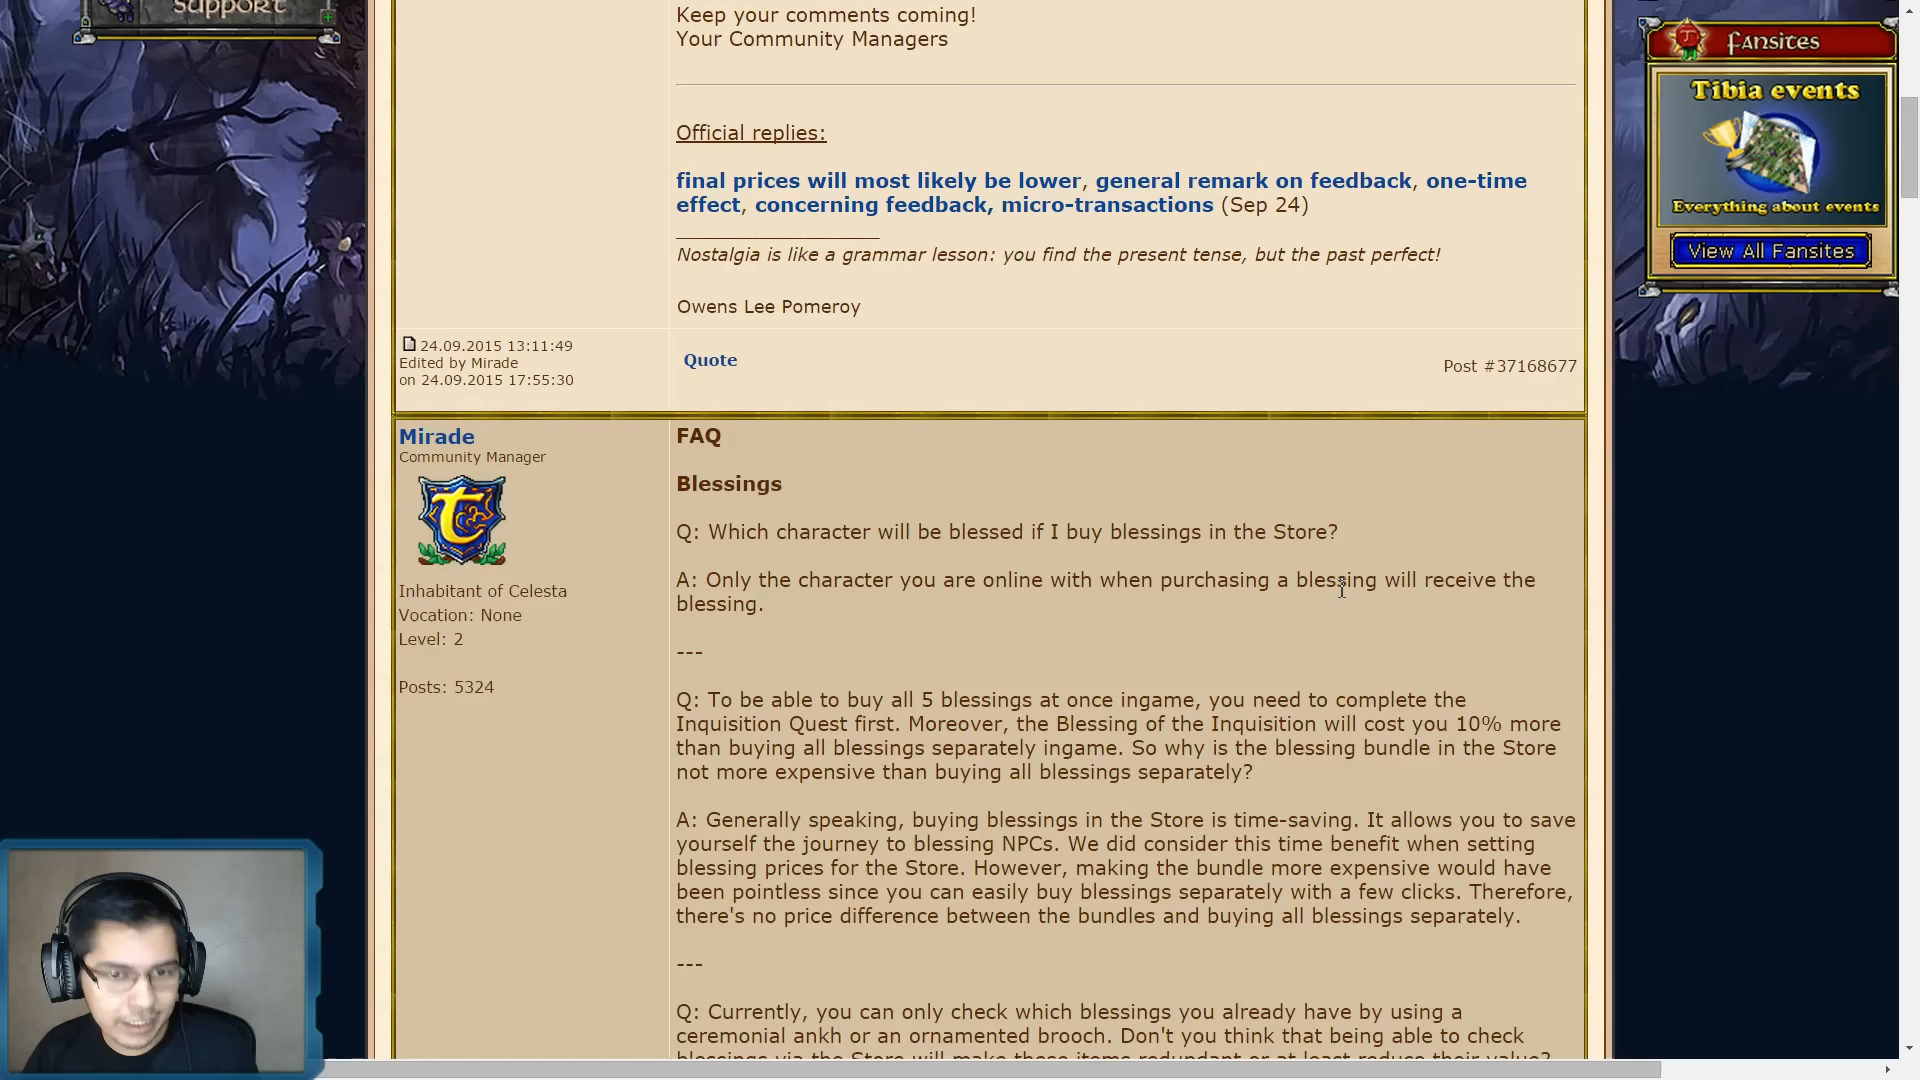 support
Keep your comments coming!
Your Community Managers
Official replies:
final prices will most likely be lower, general remark on feedback, one-time
effect, concerning feedback, micro-transactions (Sep 24)
Nostalgia is like a grammar lesson: you find the present tense, but the past perfect!
Owens Lee Pomeroy
24.09.2015 13:11:49
Edited by Mirade
on 24.09.2015 17:55:30
Quote
Post #37168677
Mirade
Community Manager
Inhabitant of Celesta
Vocation: None
Level: 2
Posts: 5324
FAQ
Blessings
Q: Which character will be blessed if I buy blessings in the Store?
A: Only the character you are online with when purchasing a blessing will receive the
blessing.
---
Q: To be able to buy all 5 blessings at once ingame, you need to complete the
Inquisition Quest first. Moreover, the Blessing of the Inquisition will cost you 10% more
than buying all blessings separately ingame. So why is the blessing bundle in the Store
not more expensive than buying all blessings separately?
A: Generally speaking, buying blessings in the Store is time-saving. It allows you to save
yourself the journey to blessing NPCs. We did consider this time benefit when setting
blessing prices for the Store. However, making the bundle more expensive would have
been pointless since you can easily buy blessings separately with a few clicks. Therefore,
there's no price difference between the bundles and buying all blessings separately.
---
Q: Currently, you can only check which blessings you already have by using a
ceremonial ankh or an ornamented brooch. Don't you think that being able to check
blessings via the Store will make these items redundant or at least reduce their value?
Fansites
Tibia events
Everything about events
View All Fansites